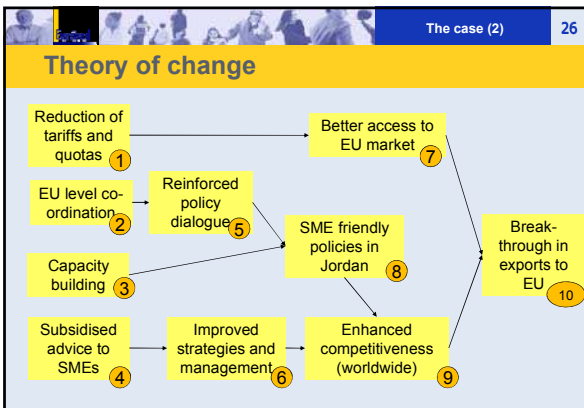 The case (2)
26
Theory of change
Reduction of
tariffs and
quotas
1
Better access to
EU market
7
EU level co-
ordination
2
Reinforced
policy
dialogue
5
SME friendly
policies in
Jordan
8
Break-
through in
exports to
EU
10
Capacity
building
3
Subsidised
advice to
SMEs
4
Improved
strategies and
management
6
Enhanced
competitiveness
(worldwide)
9